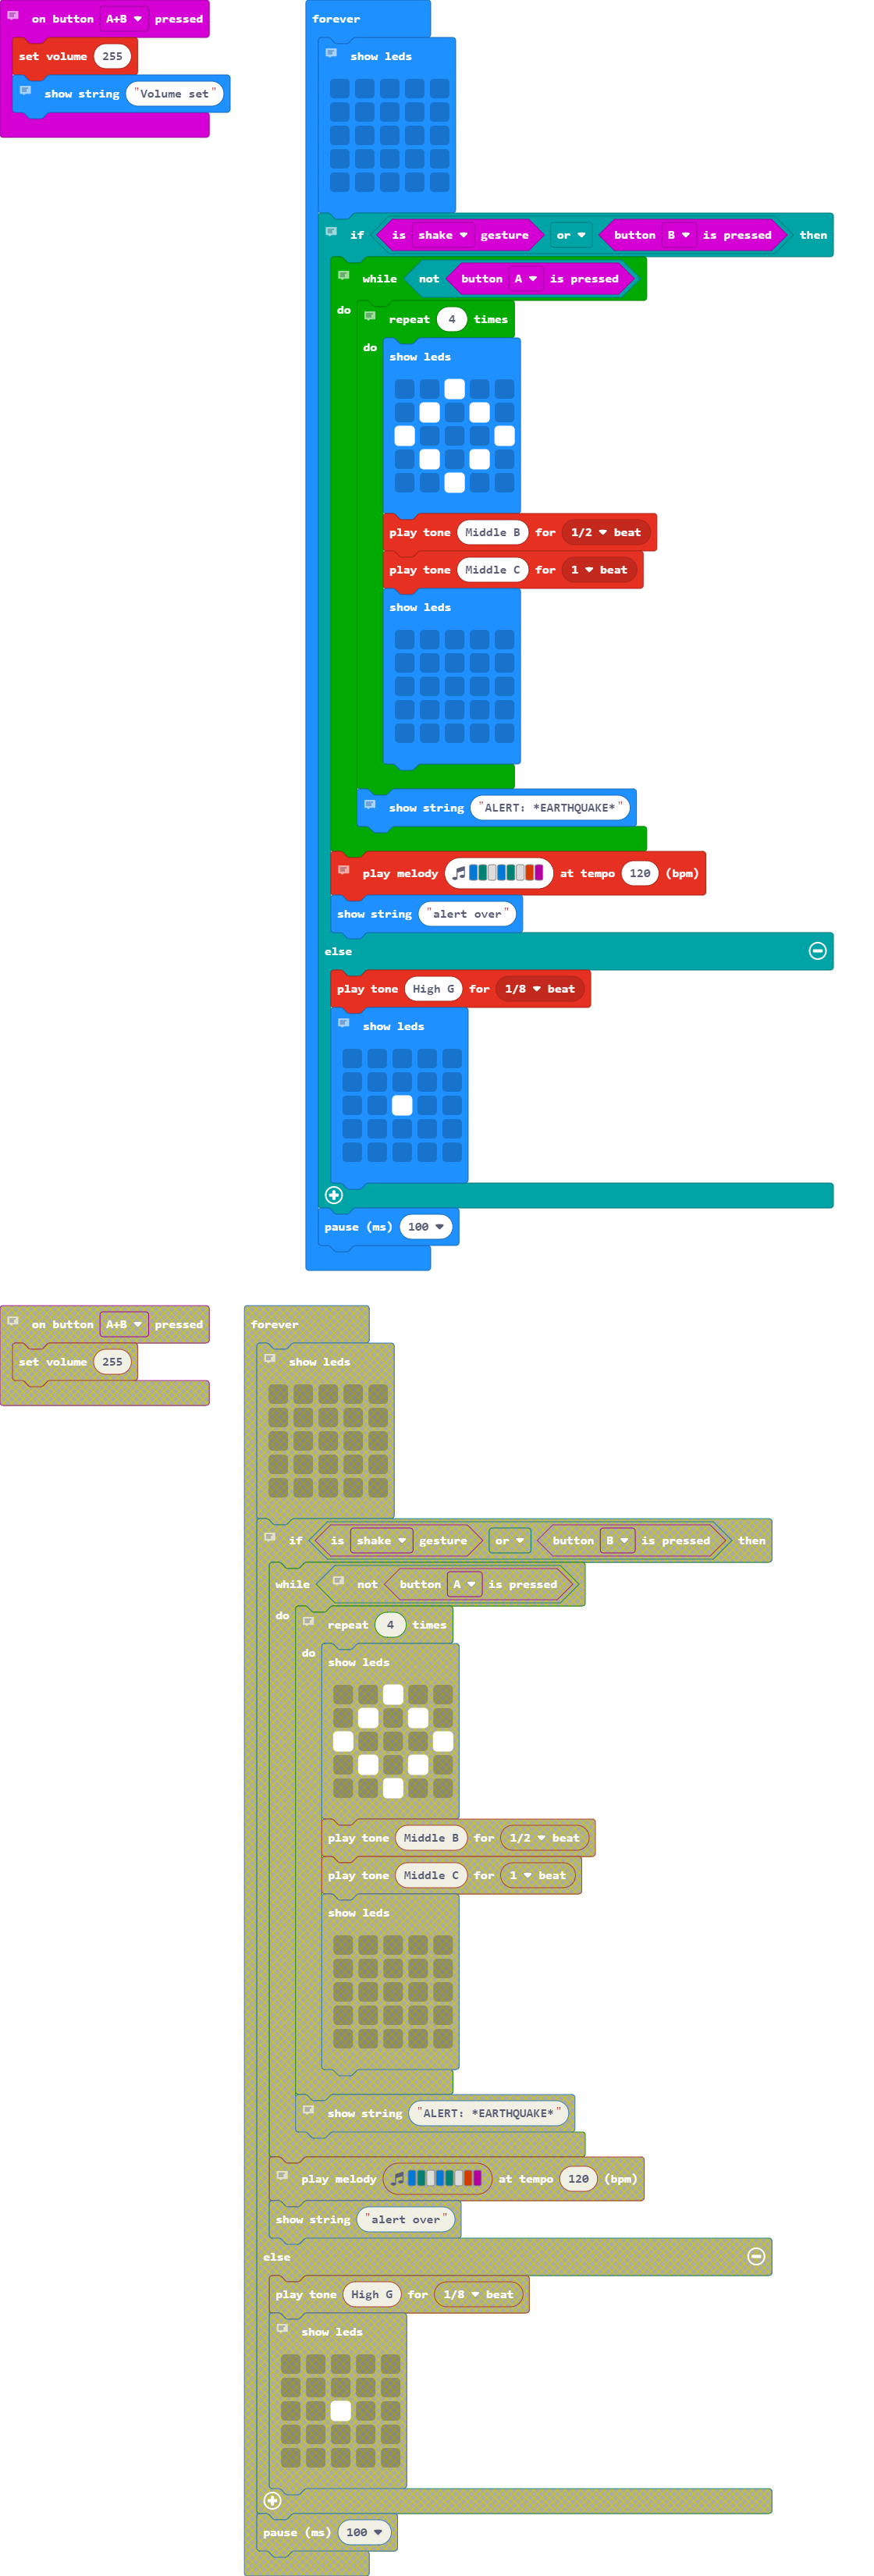 on button A+B pressed
set volume 255
show string "Volume set"
forever
show leds
if is shake gesture or button B is pressed then
while not button A is pressed
do
repeat 4 times
do
show leds
play tone Middle B for 1/2 beat
play tone Middle C for 1 beat
show leds
show string "ALERT: *EARTHQUAKE*"
play melody at tempo 120 (bpm)
show string "alert over"
else
play tone High G for 1/8 beat
show leds
pause (ms) 100
on button A+B pressed
set volume 255
forever
show leds
if is shake gesture or button B is pressed then
while not button A is pressed
do
repeat 4 times
do
show leds
play tone Middle B for 1/2 beat
play tone Middle C for 1 beat
show leds
show string "ALERT: *EARTHQUAKE*"
play melody at tempo 120 (bpm)
show string "alert over"
else
play tone High G for 1/8 beat
show leds
pause (ms) 100